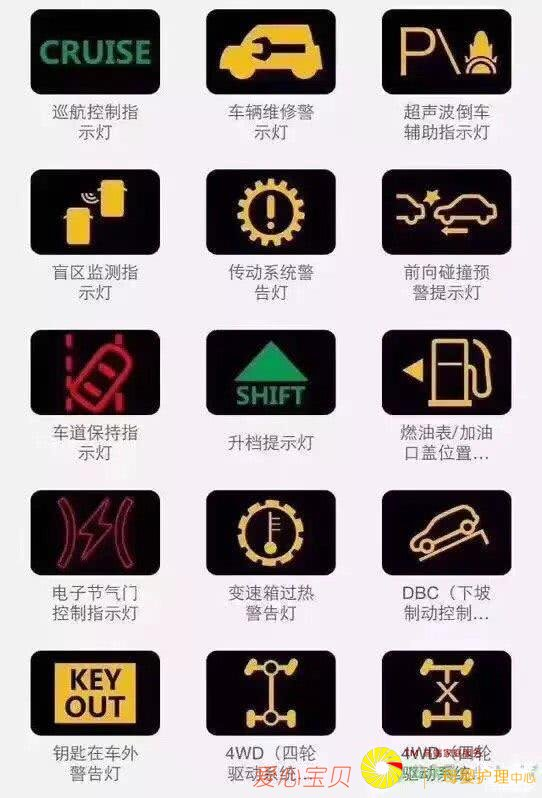 CRUISE
巡航控制指
示灯
车辆维修警
示灯
P
超声波倒车
辅助指示灯
盲区监测指
示灯
传动系统警
告灯
前向碰撞预
警提示灯
车道保持指
示灯
SHIFT
升档提示灯
燃油表/加油
口盖位置...
电子节气门
控制指示灯
变速箱过热
警告灯
DBC（下坡
制动控制...
KEY
OUT
钥匙在车外
警告灯
4WD（四轮
驱动系统...
4WD（四轮
驱动系统...
爱心宝贝
母婴护理中心